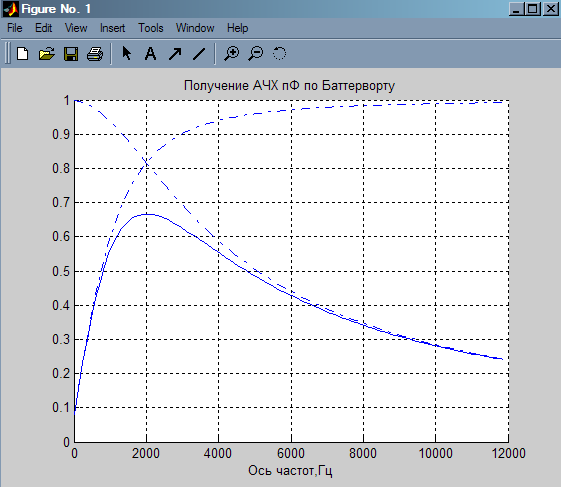 Figure No. 1
File Edit View Insert Tools Window Help
A
Получение АЧХ пФ по Баттерворту
1
0.9
0.8
0.7
0.6
0.5
0.4
0.3
0.2
0.1
0
0 2000 4000 6000 8000 10000 12000
Ось частот,Гц